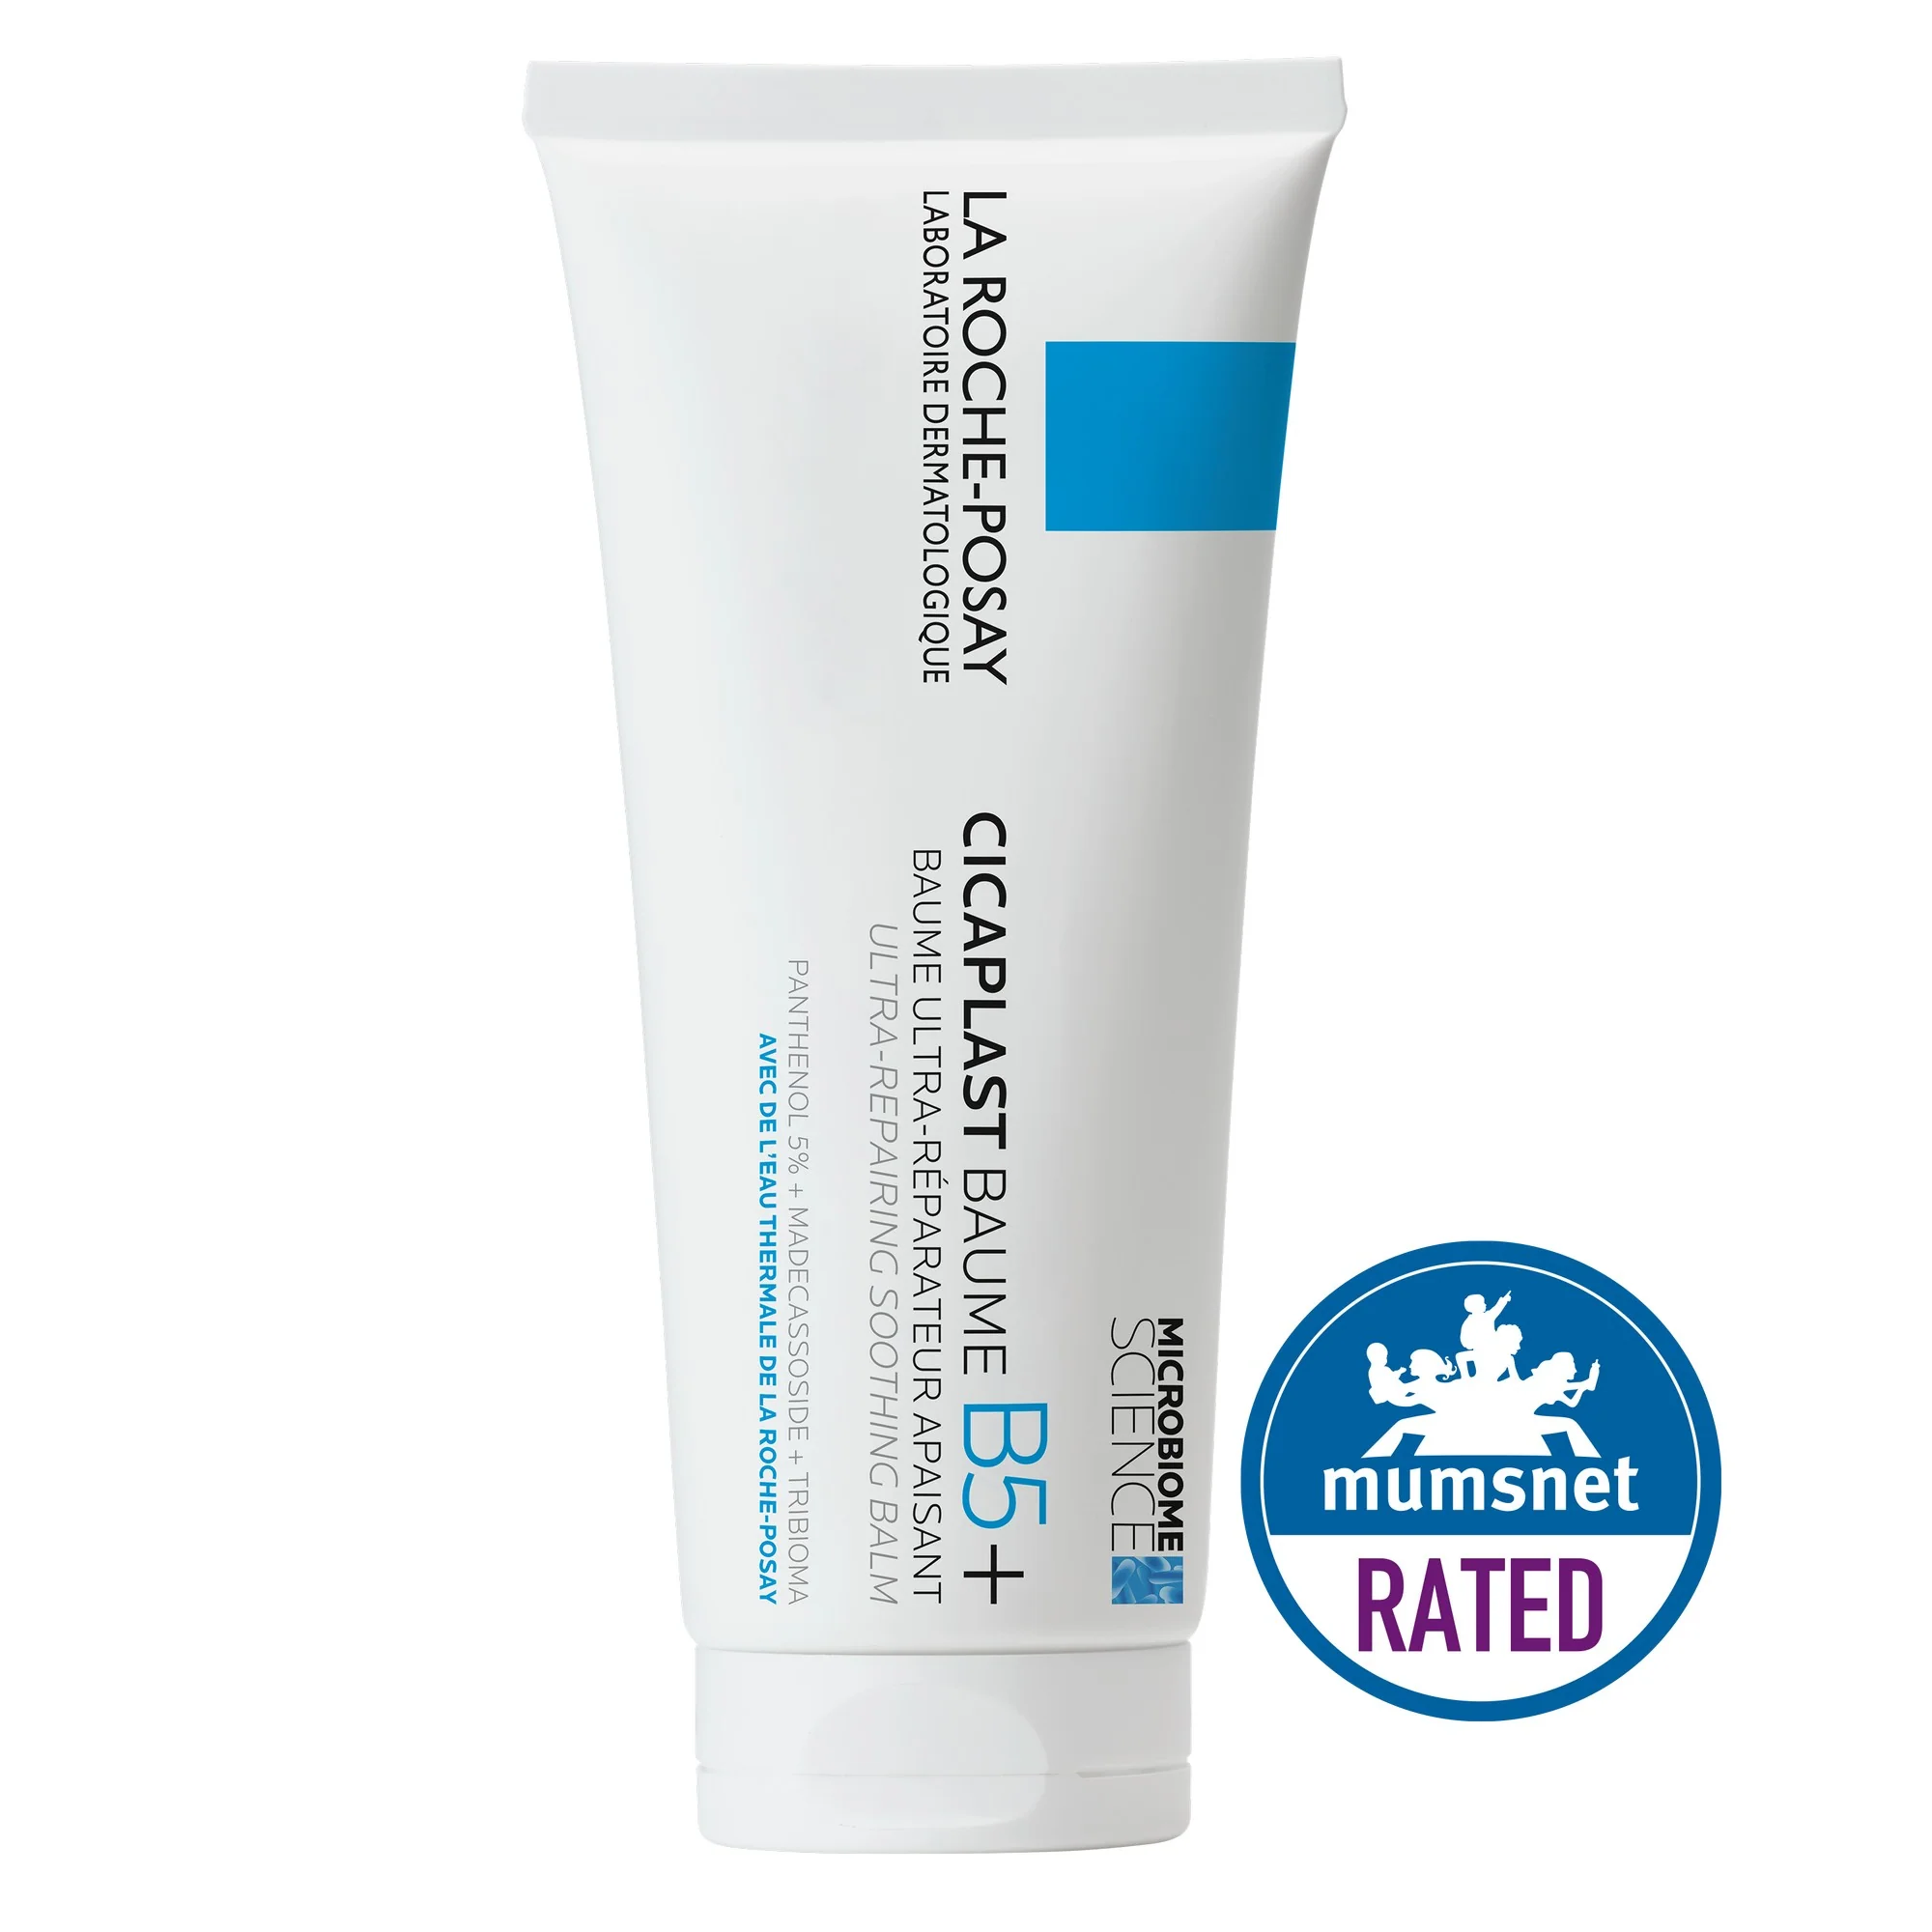 LA ROCHE-POSAY
LABORATOIRE DERMATOLOGIQUE
CICAPLAST BAUME B5+
BAUME ULTRA-RÉPARATEUR APAISANT
ULTRA-REPAIRING SOOTHING BALM
PANTHENOL 5% + MADECASSOSIDE + TRIBIOMA
AVEC DE L'EAU THERMALE DE LA ROCHE-POSAY
MICROBIOME
SCIENCE
mumsnet
RATED